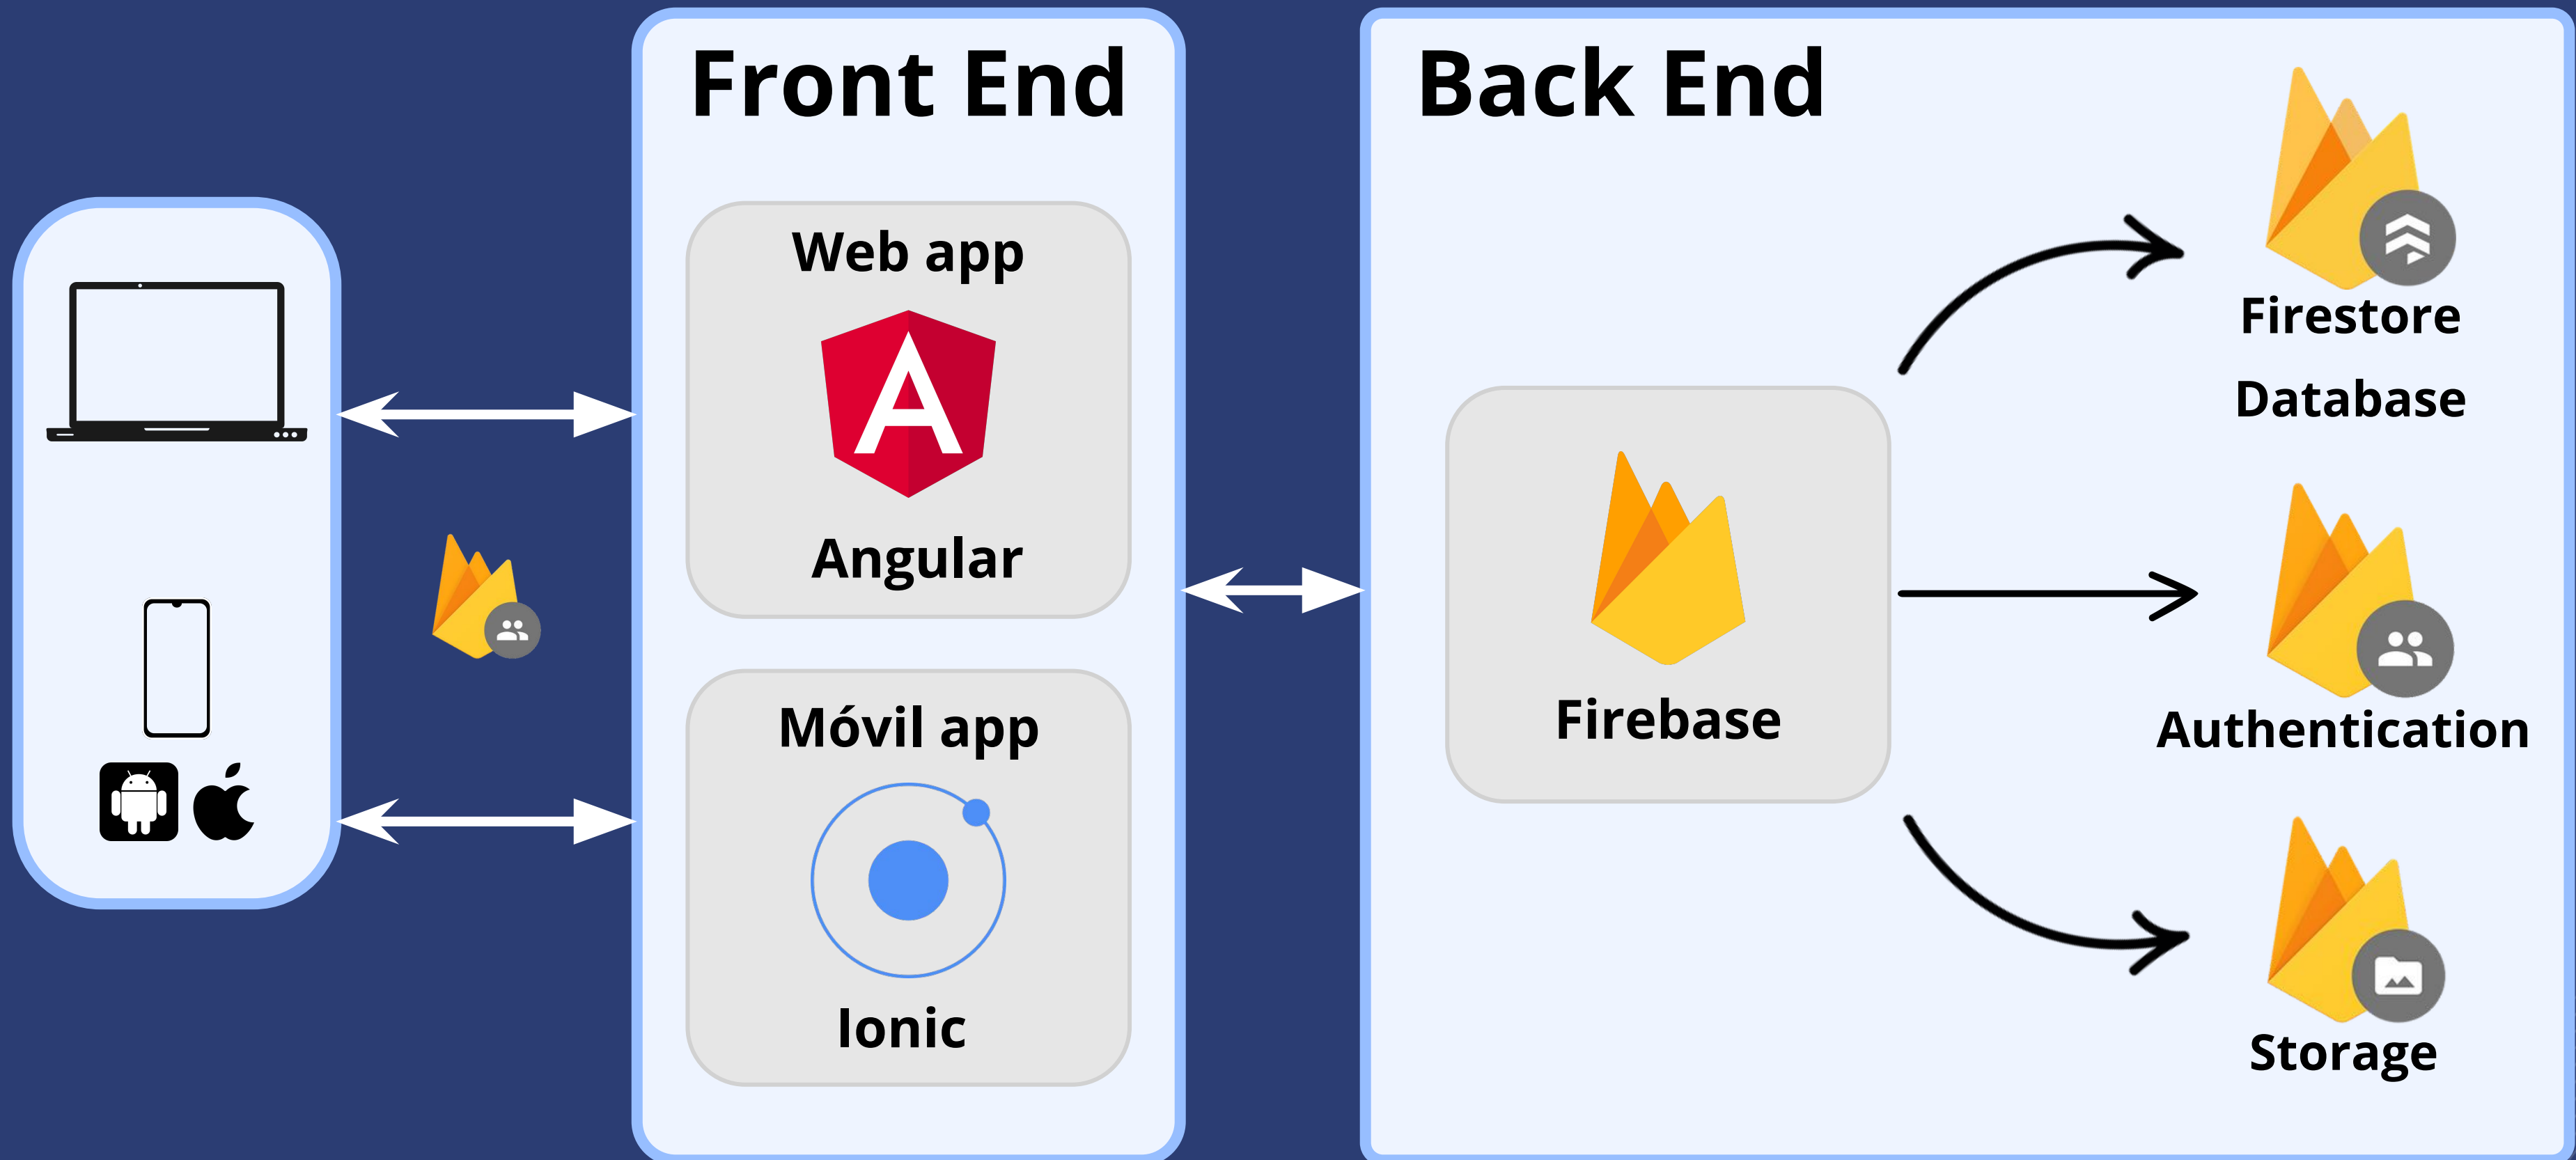 Front End
Web app
Angular
Móvil app
Ionic
Back End
Firebase
Firestore
Database
Authentication
Storage